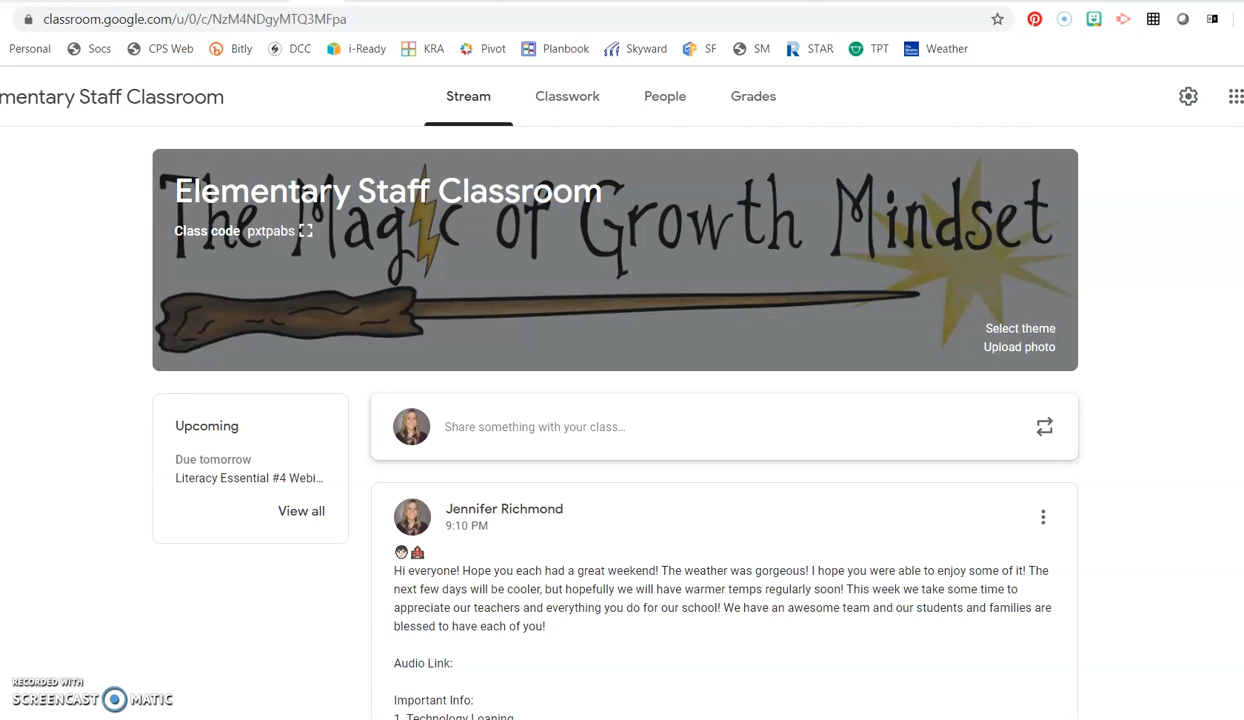 classroom.google.com/u/0/c/NzM4NDgyMTQ3MFpa
Personal Socs CPS Web Bitly DCC i-Ready KRA Pivot Planbook Skyward SF SM STAR TPT Weather
mentary Staff Classroom
Stream Classwork People Grades
Elementary Staff Classroom
The Magic of Growth Mindset
Class code pxtpabs
Select theme
Upload photo
Upcoming
Due tomorrow
Literacy Essential #4 Webi...
View all
Share something with your class...
Jennifer Richmond
9:10 PM
Hi everyone! Hope you each had a great weekend! The weather was gorgeous! I hope you were able to enjoy some of it! The
next few days will be cooler, but hopefully we will have warmer temps regularly soon! This week we take some time to
appreciate our teachers and everything you do for our school! We have an awesome team and our students and families are
blessed to have each of you!
Audio Link:
Important Info:
1. Technology Loaning
RECORDED WITH
SCREENCAST MATIC